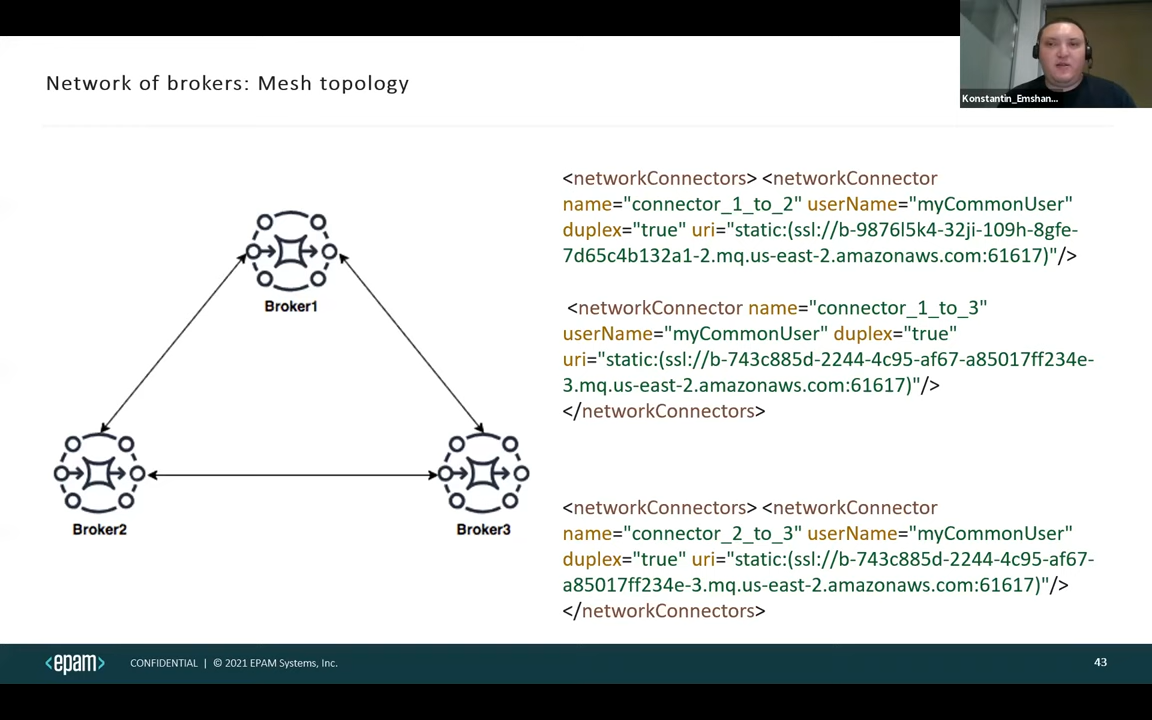 Network of brokers: Mesh topology
Konstantin_Emshan...
<networkConnectors> <networkConnector
name="connector_1_to_2" userName="myCommonUser"
duplex="true" uri="static:(ssl://b-9876l5k4-32ji-109h-8gfe-
7d65c4b132a1-2.mq.us-east-2.amazonaws.com:61617)"/>
<networkConnector name="connector_1_to_3"
userName="myCommonUser" duplex="true"
uri="static:(ssl://b-743c885d-2244-4c95-af67-a85017ff234e-
3.mq.us-east-2.amazonaws.com:61617)"/>
</networkConnectors>
<networkConnectors> <networkConnector
name="connector_2_to_3" userName="myCommonUser"
duplex="true" uri="static:(ssl://b-743c885d-2244-4c95-af67-
a85017ff234e-3.mq.us-east-2.amazonaws.com:61617)"/>
</networkConnectors>
Broker1
Broker2
Broker3
<epam>
CONFIDENTIAL | © 2021 EPAM Systems, Inc.
43